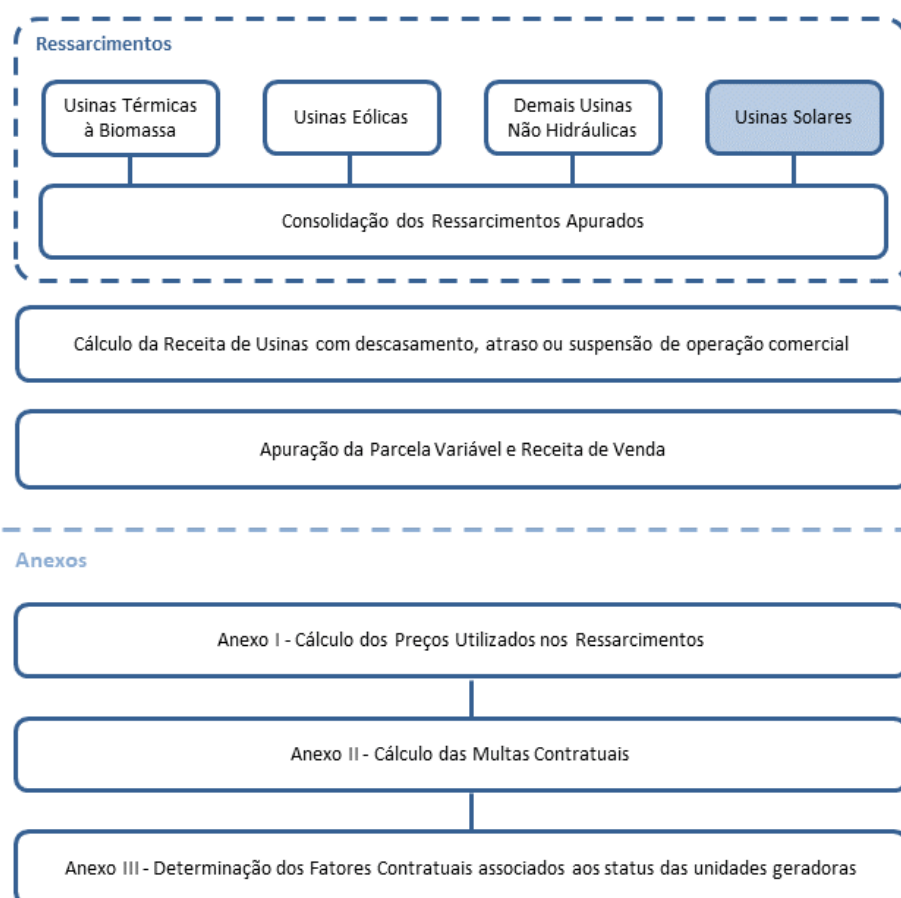 Ressarcimentos
Usinas Térmicas
à Biomassa
Usinas Eólicas
Demais Usinas
Não Hidráulicas
Usinas Solares
Consolidação dos Ressarcimentos Apurados
Cálculo da Receita de Usinas com descasamento, atraso ou suspensão de operação comercial
Apuração da Parcela Variável e Receita de Venda
Anexos
Anexo I - Cálculo dos Preços Utilizados nos Ressarcimentos
Anexo II - Cálculo das Multas Contratuais
Anexo III - Determinação dos Fatores Contratuais associados aos status das unidades geradoras